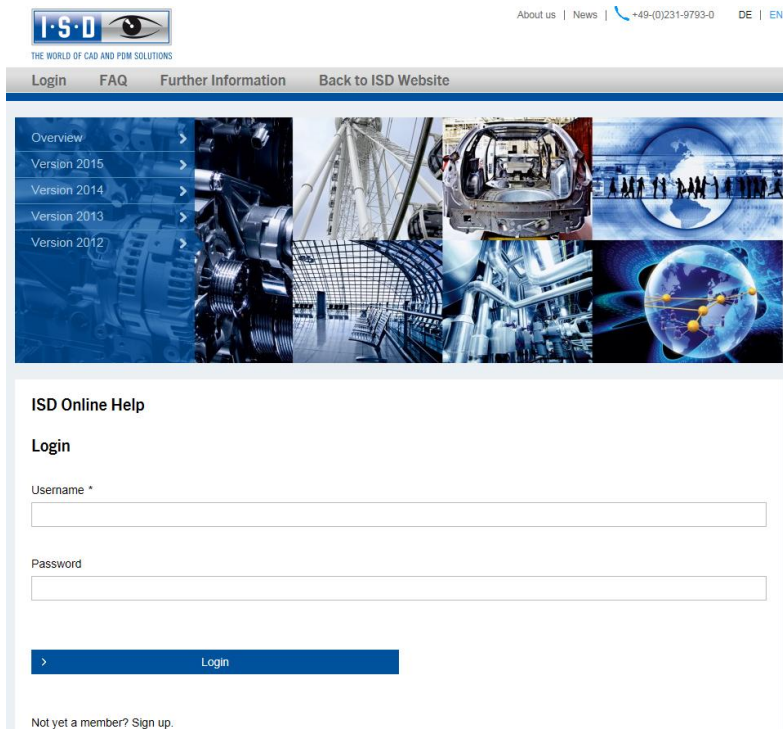 I·S·D
THE WORLD OF CAD AND PDM SOLUTIONS
About us | News | +49-(0)231-9793-0 DE | EN
Login FAQ Further Information Back to ISD Website
Overview
Version 2015
Version 2014
Version 2013
Version 2012
ISD Online Help
Login
Username *
Password
Login
Not yet a member? Sign up.